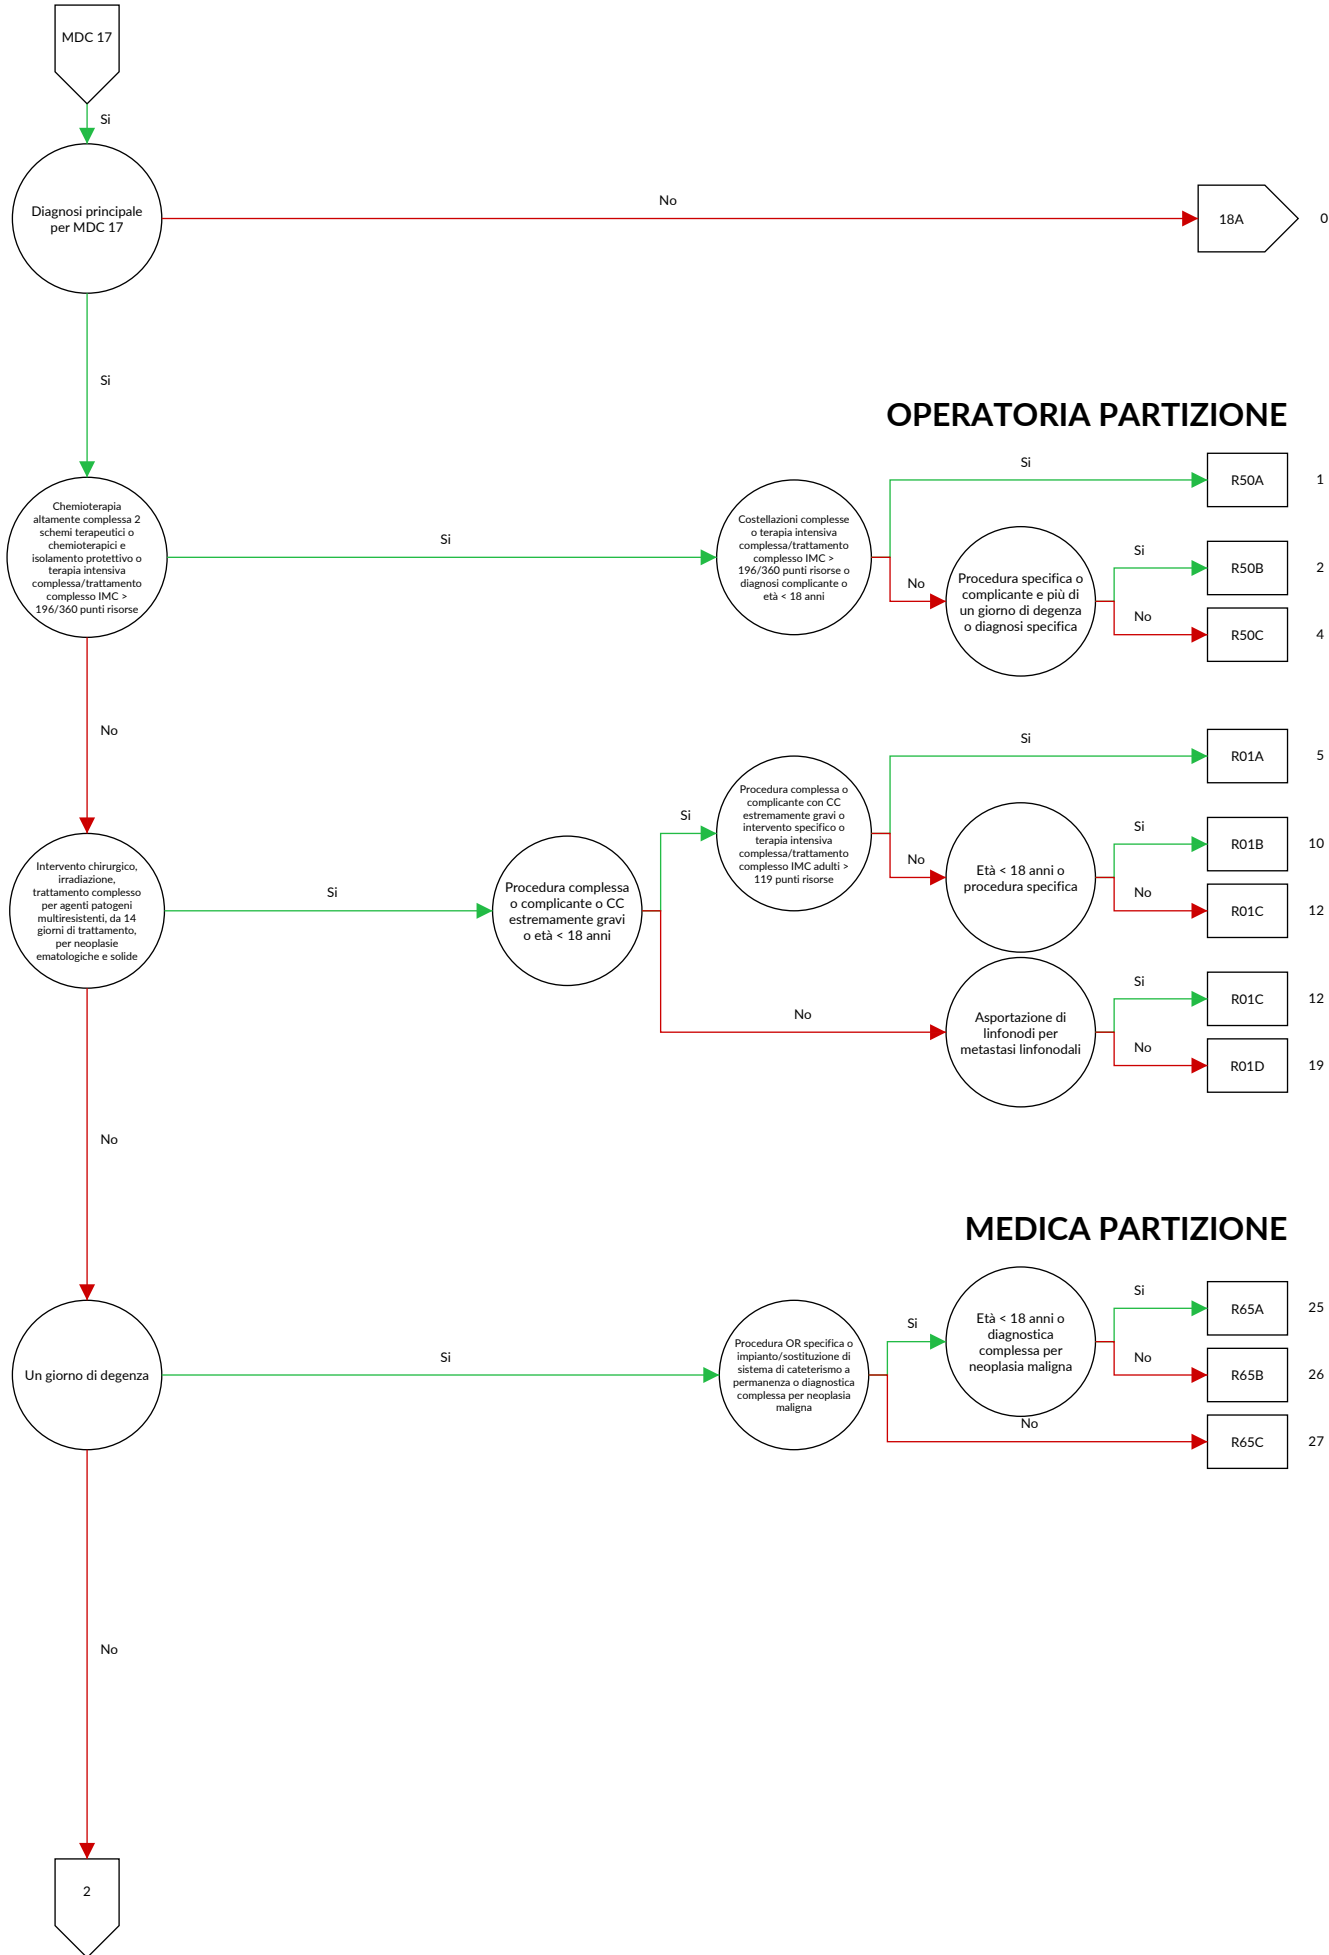 MDC 17
Si
Diagnosi principale
per MDC 17
No
18A
0
Si
OPERATORIA PARTIZIONE
Chemioterapia
altamente complessa 2
schemi terapeutici o
chemioterapici e
isolamento protettivo o
terapia intensiva
complessa/trattamento
complesso IMC >
196/360 punti risorse
Si
Costellazioni complesse
o terapia intensiva
complessa/trattamento
complesso IMC >
196/360 punti risorse o
diagnosi complicante o
età < 18 anni
Si
R50A
1
No
Procedura specifica o
complicante e più di
un giorno di degenza
o diagnosi specifica
Si
R50B
2
No
R50C
4
No
Intervento chirurgico,
irradiazione,
trattamento complesso
per agenti patogeni
multiresistenti, da 14
giorni di trattamento,
per neoplasie
ematologiche e solide
Si
Procedura complessa
o complicante o CC
estremamente gravi
o età < 18 anni
Si
Procedura complessa o
complicante con CC
estremamente gravi o
intervento specifico o
terapia intensiva
complessa/trattamento
complesso IMC adulti >
119 punti risorse
Si
R01A
5
No
Età < 18 anni o
procedura specifica
Si
R01B
10
No
R01C
12
No
Asportazione di
linfonodi per
metastasi linfonodali
Si
R01C
12
No
R01D
19
No
MEDICA PARTIZIONE
Un giorno di degenza
Si
Procedura OR specifica o
impianto/sostituzione di
sistema di cateterismo a
permanenza o diagnostica
complessa per neoplasia
maligna
Si
Età < 18 anni o
diagnostica
complessa per
neoplasia maligna
Si
R65A
25
No
R65B
26
No
R65C
27
No
2